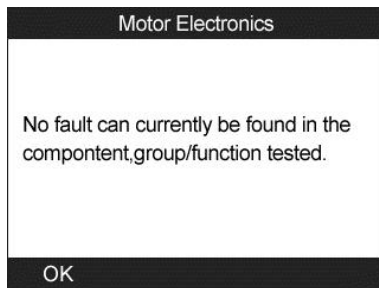 Motor Electronics
No fault can currently be found in the
compontent,group/function tested.
OK